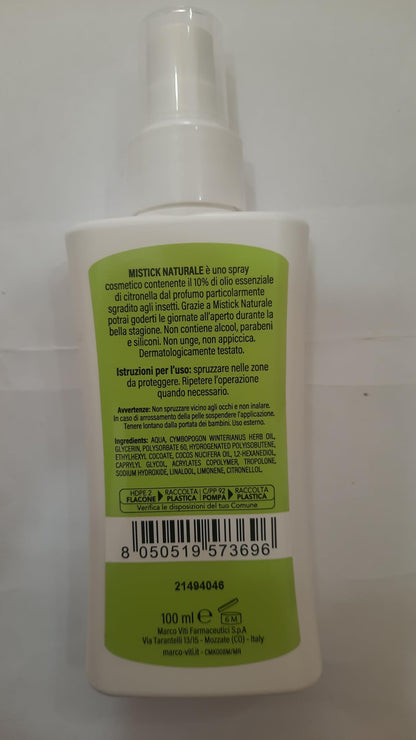 MISTICK NATURALE è uno spray
cosmetico contenente il 10% di olio essenziale
di citronella dal profumo particolarmente
sgradito agli insetti. Grazie a Mistick Naturale
potrai goderti le giornate all'aperto durante la
bella stagione. Non contiene alcool, parabeni
e siliconi. Non unge, non appiccica.
Dermatologicamente testato.
Istruzioni per l'uso: spruzzare nelle zone
da proteggere. Ripetere l'operazione
quando necessario.
Avvertenze: Non spruzzare vicino agli occhi e non inalare.
In caso di arrossamento della pelle sospendere l'applicazione.
Tenere lontano dalla portata dei bambini. Uso esterno.
Ingredients: AQUA, CYMBOPOGON WINTERIANUS HERB OIL,
GLYCERIN, POLYSORBATE 60, HYDROGENATED POLYISOBUTENE,
ETHYLHEXYL COCOATE, COCOS NUCIFERA OIL, 1,2-HEXANEDIOL,
CAPRYLYL GLYCOL, ACRYLATES COPOLYMER, TROPOLONE,
SODIUM HYDROXIDE, LINALOOL, LIMONENE, CITRONELLOL.
HDPE 2 FLACONE RACCOLTA PLASTICA C/PP 92 POMPA RACCOLTA PLASTICA
Verifica le disposizioni del tuo Comune
8 050519 573696
21494046
100 ml e 6 M
Marco Viti Farmaceutici S.p.A
Via Tarantelli 13/15 - Mozzate (CO) - Italy
marco-viti.it - CMK008M/MR